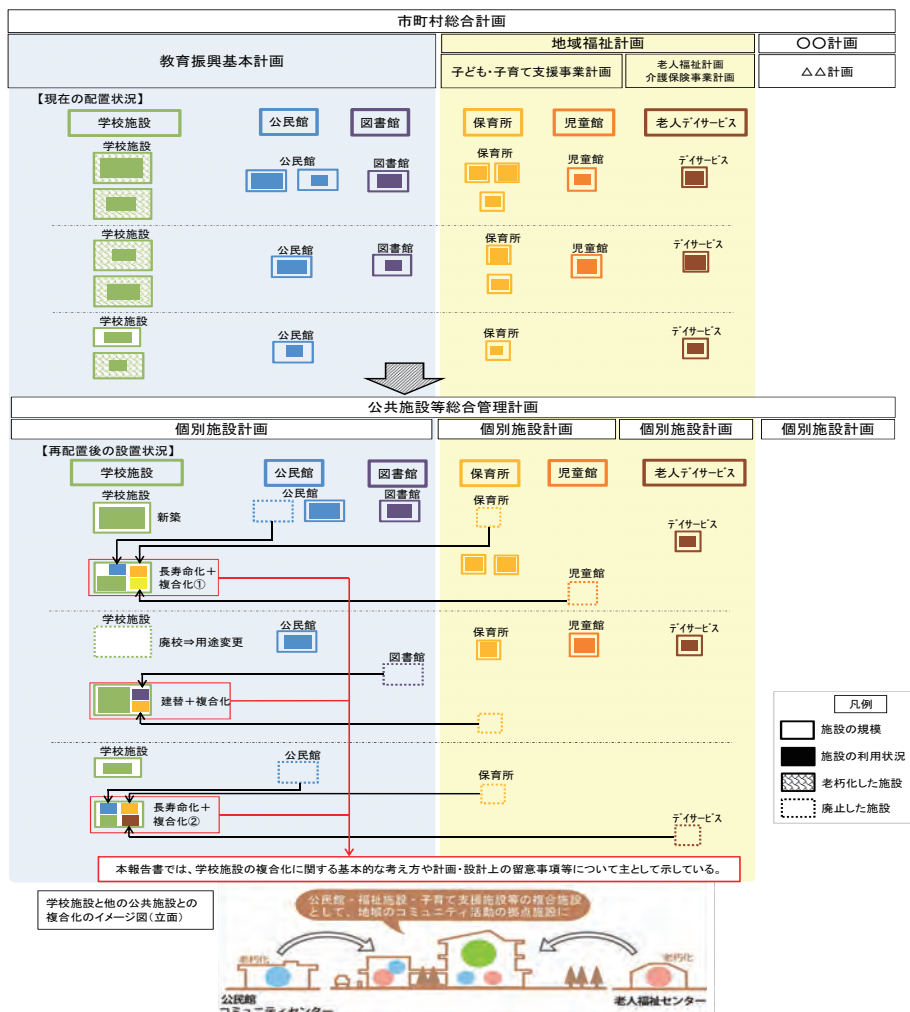 市町村総合計画
教育振興基本計画
地域福祉計画
〇〇計画
子ども・子育て支援事業計画
老人福祉計画
介護保険事業計画
△△計画
【現在の配置状況】
学校施設
公民館
図書館
保育所
児童館
老人デイサービス
学校施設
公民館
図書館
保育所
児童館
デイサービス
学校施設
公民館
図書館
保育所
児童館
デイサービス
学校施設
公民館
保育所
デイサービス
公共施設等総合管理計画
個別施設計画
個別施設計画
個別施設計画
個別施設計画
【再配置後の設置状況】
学校施設
公民館
図書館
保育所
児童館
老人デイサービス
学校施設
公民館
図書館
保育所
新築
デイサービス
長寿命化+
複合化①
児童館
学校施設
公民館
保育所
児童館
デイサービス
廃校⇒用途変更
図書館
建替+複合化
学校施設
公民館
保育所
長寿命化+
複合化②
デイサービス
凡例
施設の規模
施設の利用状況
老朽化した施設
廃止した施設
本報告書では、学校施設の複合化に関する基本的な考え方や計画・設計上の留意事項等について主として示している。
学校施設と他の公共施設との
複合化のイメージ図(立面)
公民館・福祉施設・子育て支援施設等の複合施設
として、地域のコミュニティ活動の拠点施設に
老朽化
老朽化
公民館
コミュニティセンター
老人福祉センター